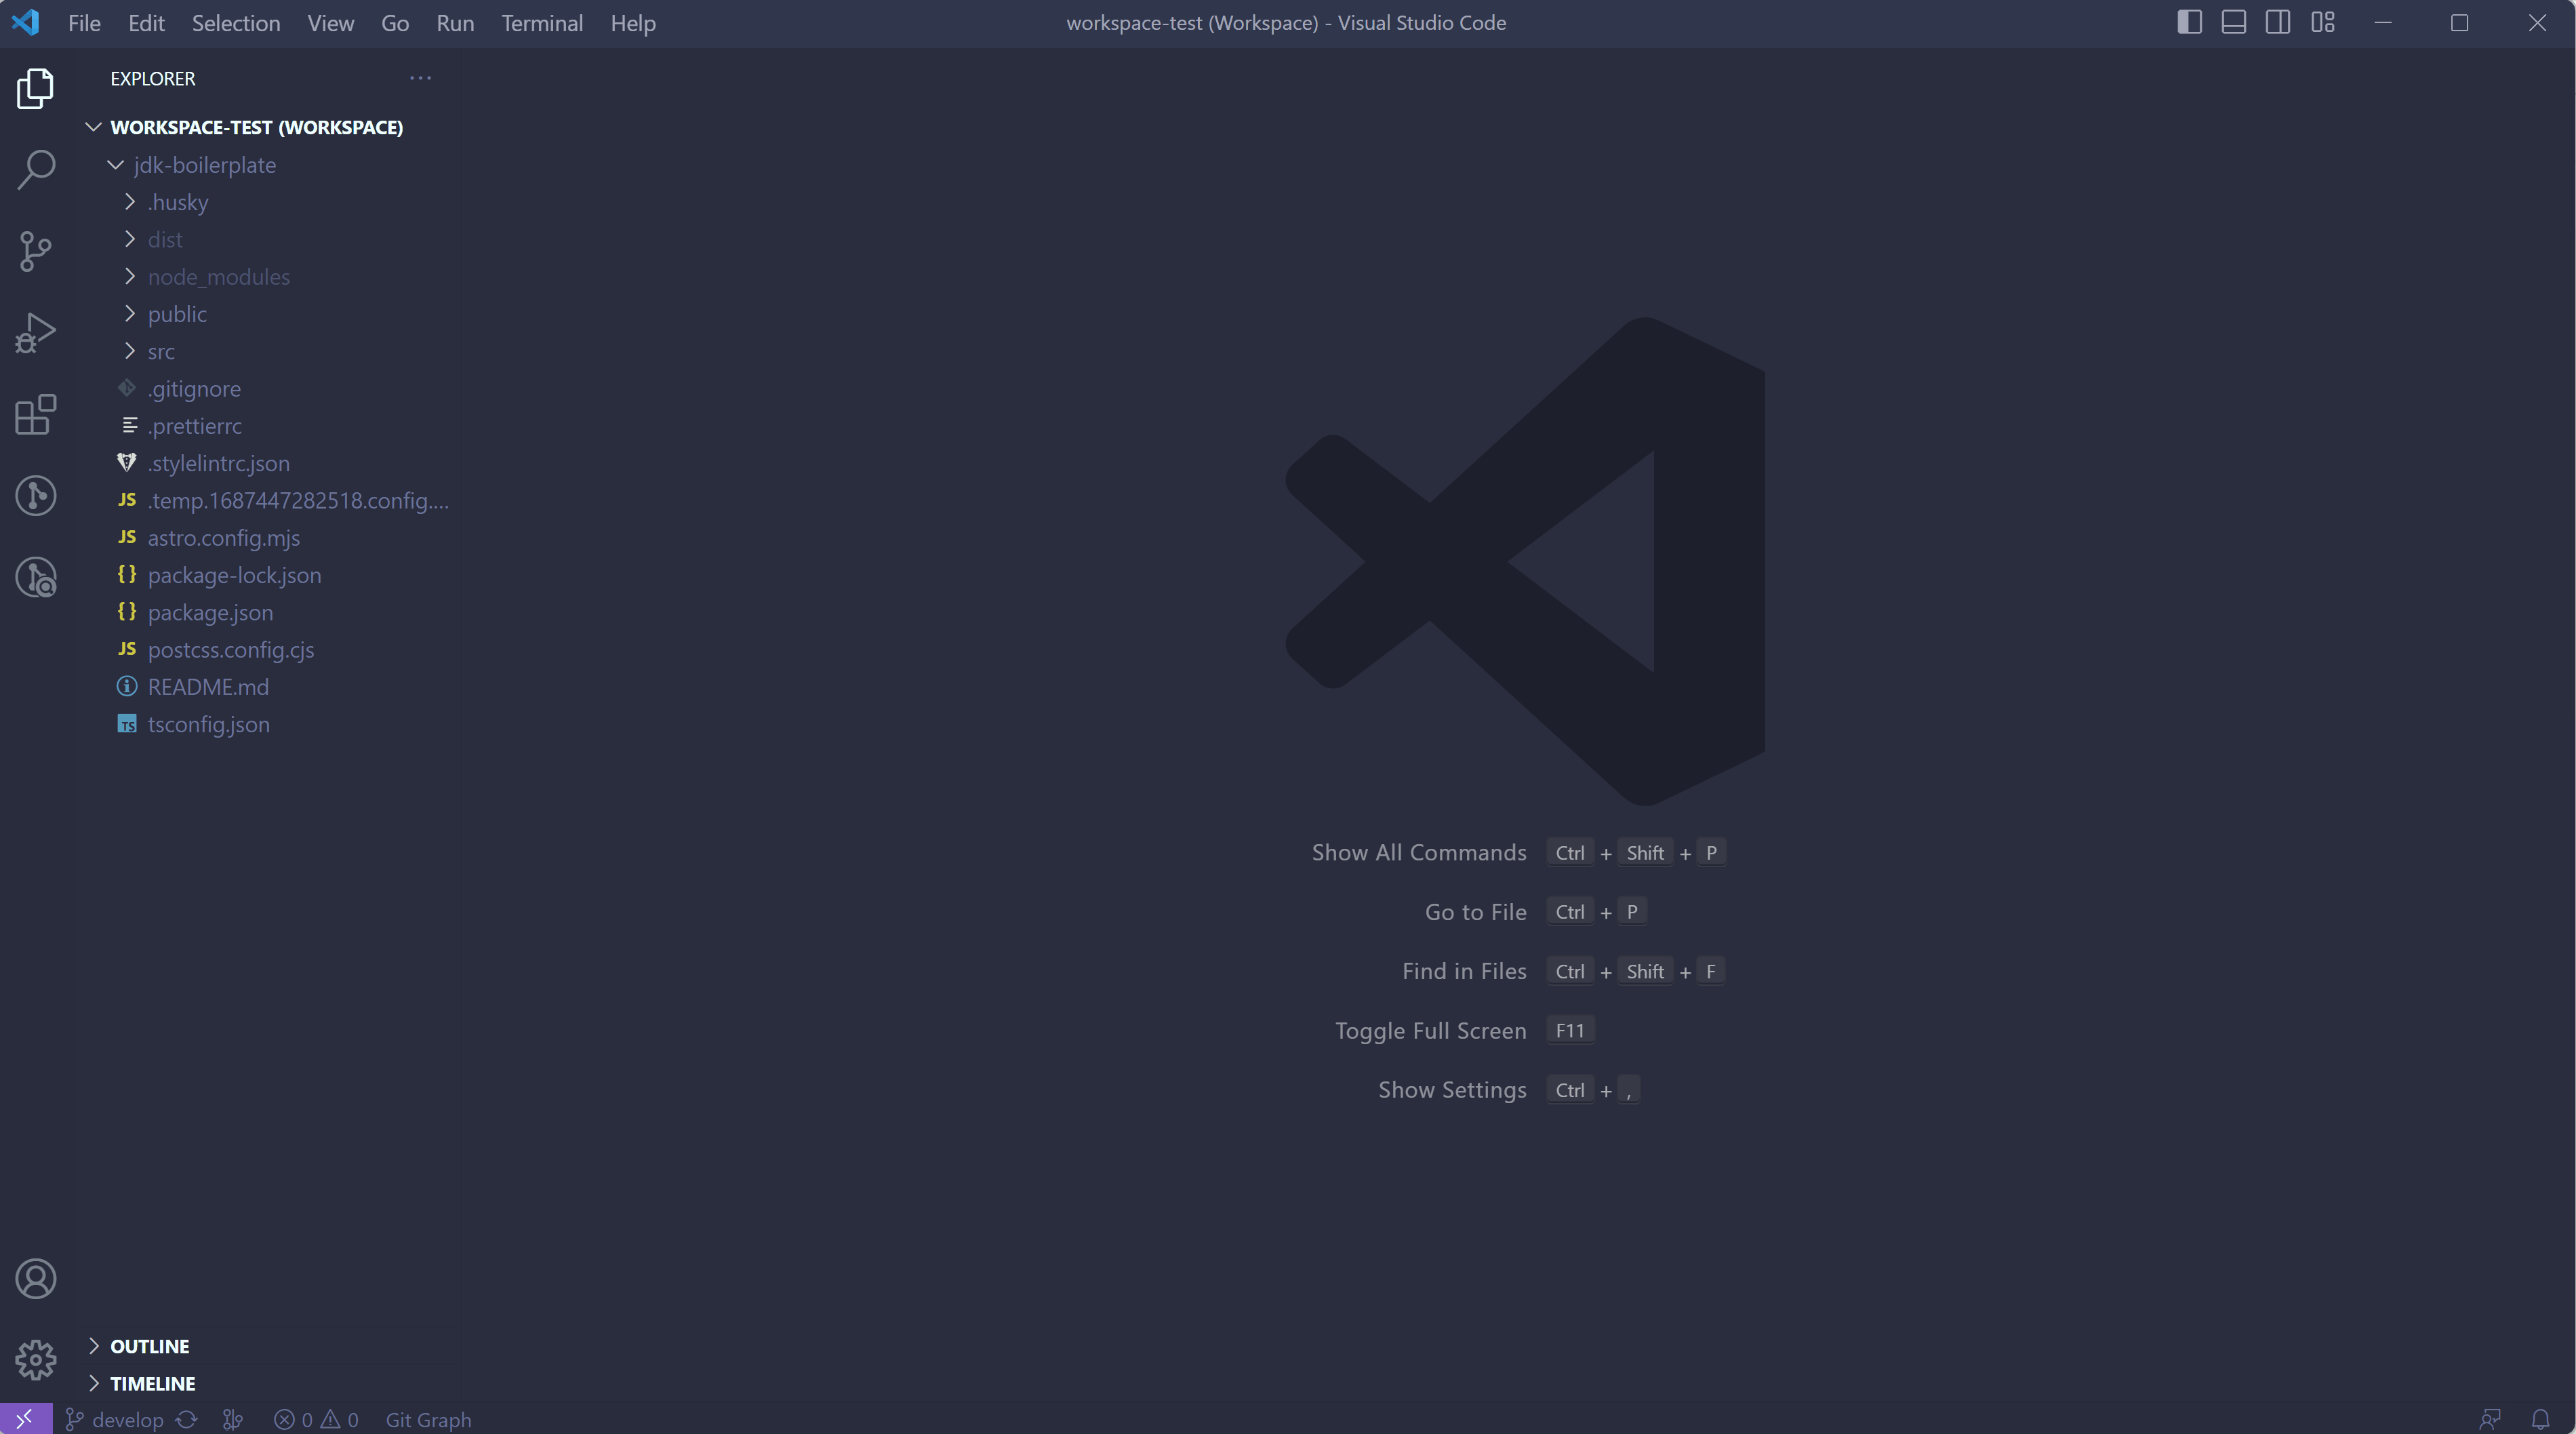 File Edit Selection View Go Run Terminal Help
workspace-test (Workspace) - Visual Studio Code
EXPLORER
WORKSPACE-TEST (WORKSPACE)
jdk-boilerplate
.husky
dist
node_modules
public
src
.gitignore
.prettierrc
.stylelintrc.json
JS .temp.1687447282518.config....
JS astro.config.mjs
{} package-lock.json
{} package.json
JS postcss.config.cjs
README.md
TS tsconfig.json
Show All Commands Ctrl + Shift + P
Go to File Ctrl + P
Find in Files Ctrl + Shift + F
Toggle Full Screen F11
Show Settings Ctrl + ,
OUTLINE
TIMELINE
develop 0 0 Git Graph